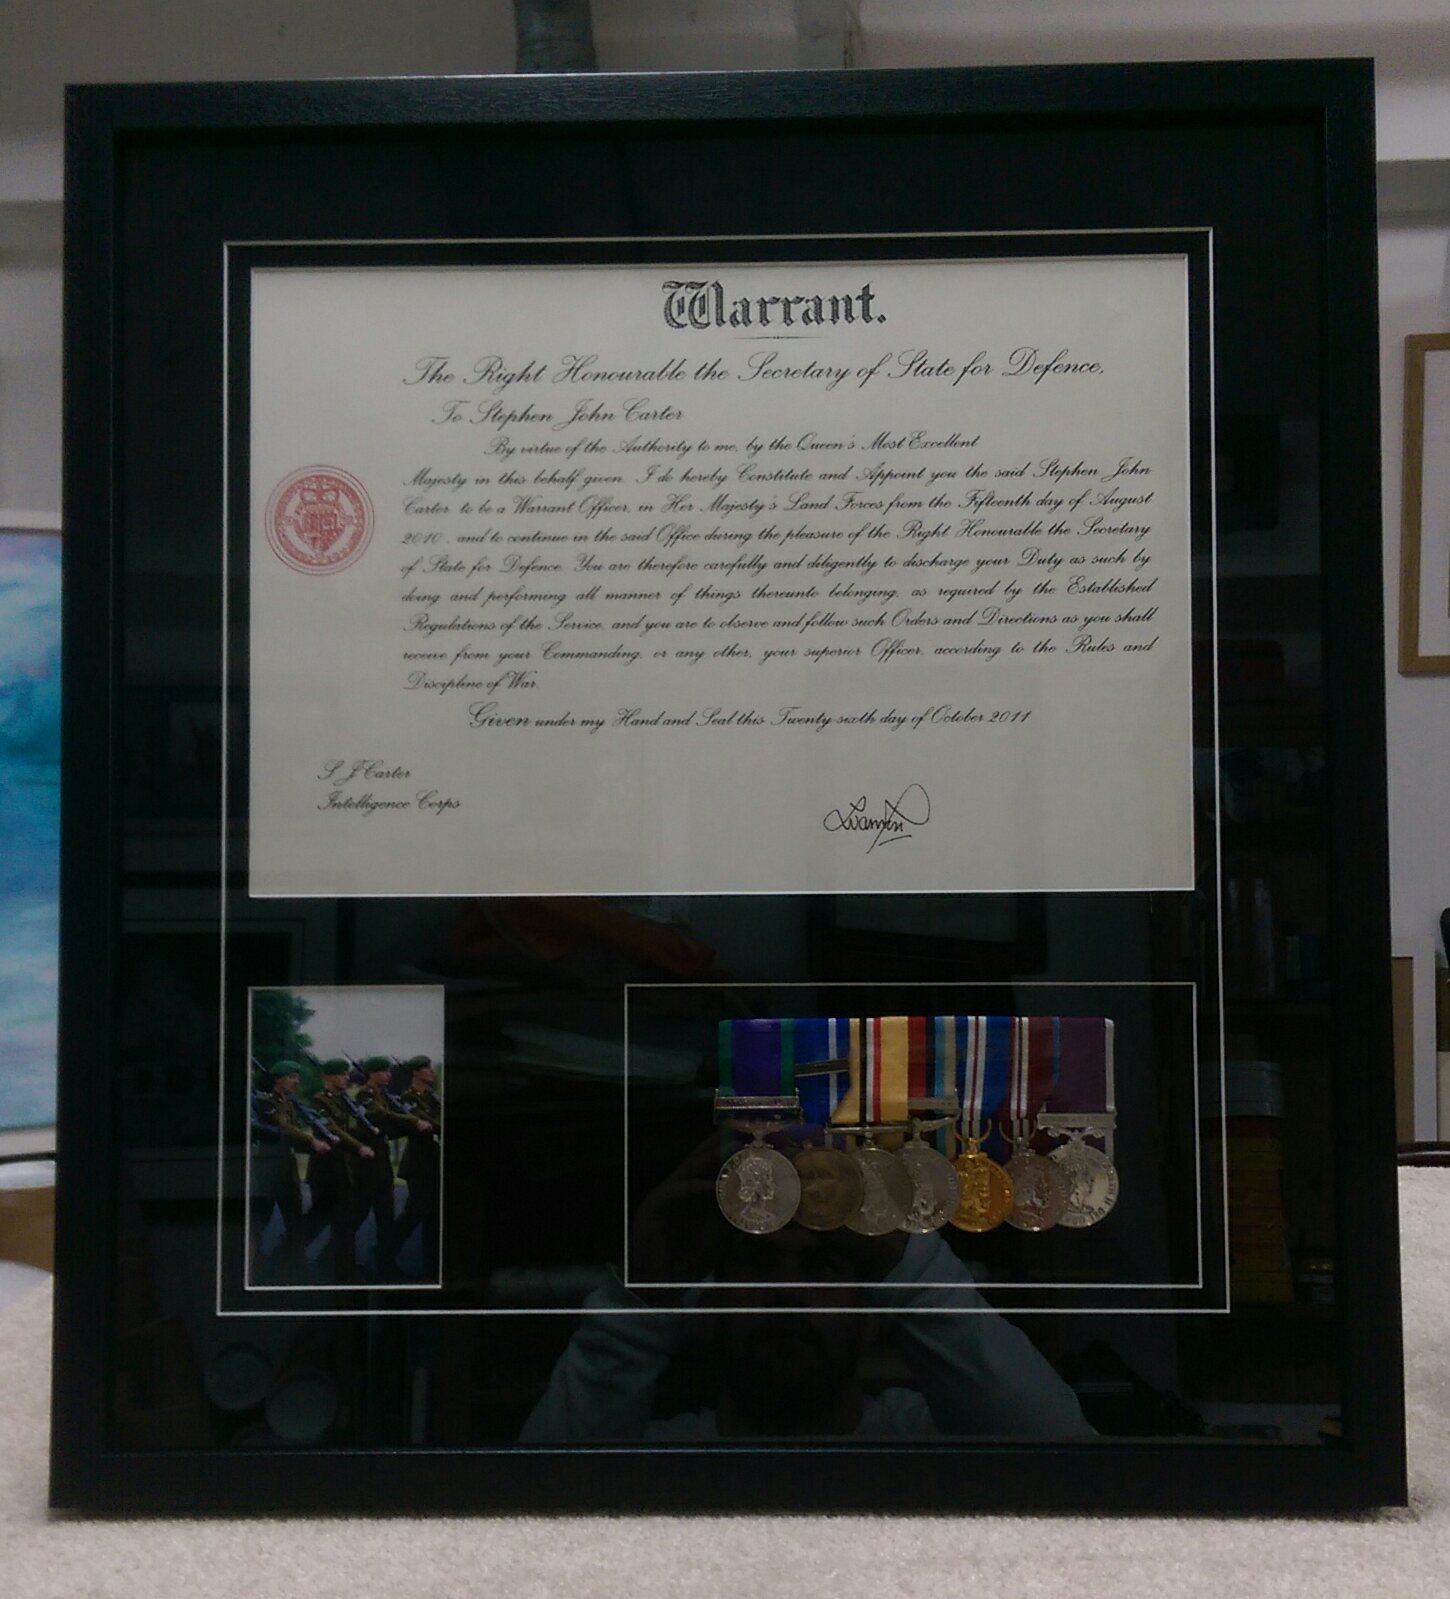 Warrant.
The Right Honourable the Secretary of State for Defence,
To Stephen John Carter
By virtue of the Authority to me, by the Queen's Most Excellent
Majesty in this behalf given, I do hereby Constitute and Appoint you the said Stephen John
Carter to be a Warrant Officer, in Her Majesty's Land Forces from the Fifteenth day of August
2010, and to continue in the said Office during the pleasure of the Right Honourable the Secretary
of State for Defence. You are therefore carefully and diligently to discharge your Duty as such by
doing and performing all manner of things thereunto belonging, as required by the Established
Regulations of the Service, and you are to observe and follow such Orders and Directions as you shall
receive from your Commanding, or any other, your superior Officer, according to the Rules and
Discipline of War.
Given under my Hand and Seal this Twenty-sixth day of October 2011
S J Carter
Intelligence Corps